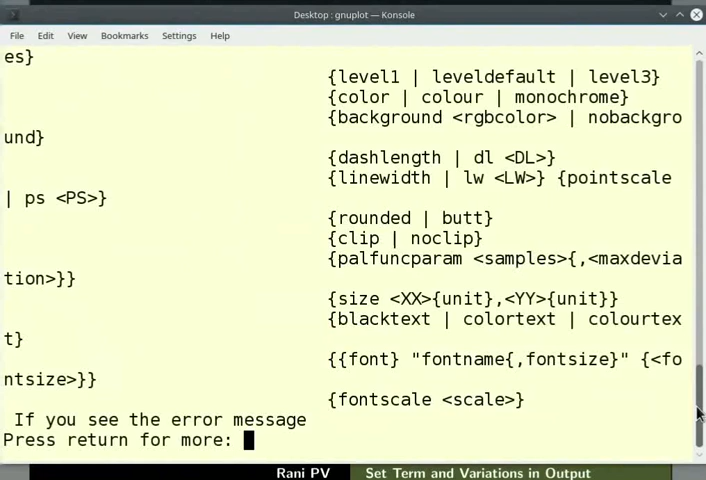 Desktop : gnuplot — Konsole
File Edit View Bookmarks Settings Help
es}
{level1 | leveldefault | level3}
{color | colour | monochrome}
{background <rgbcolor> | nobackgro
und}
{dashlength | dl <DL>}
{linewidth | lw <LW>} {pointscale
| ps <PS>}
{rounded | butt}
{clip | noclip}
{palfuncparam <samples>{,<maxdevia
tion>}}
{size <XX>{unit},<YY>{unit}}
{blacktext | colortext | colourtex
t}
{{font} "fontname{,fontsize}" {<fo
ntsize>}}
{fontscale <scale>}
If you see the error message
Press return for more:
Rani PV Set Term and Variations in Output